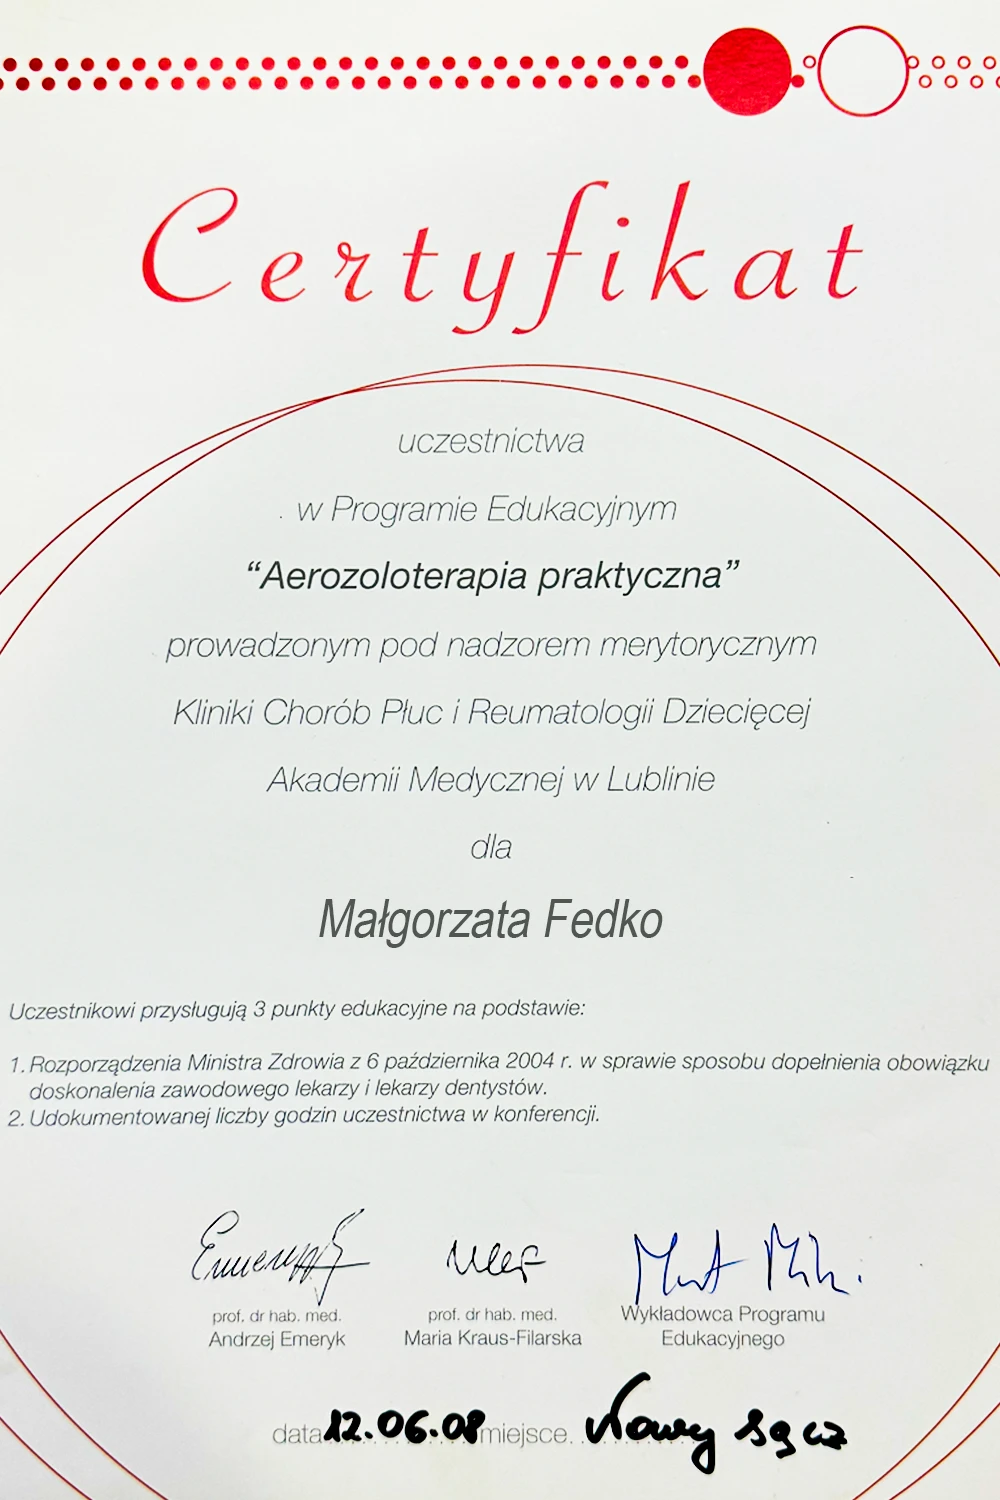 Certyfikat
uczestnictwa
w Programie Edukacyjnym
“Aerozoloterapia praktyczna”
prowadzonym pod nadzorem merytorycznym
Kliniki Chorób Płuc i Reumatologii Dziecięcej
Akademii Medycznej w Lublinie
dla
Małgorzata Fedko
Uczestnikowi przysługują 3 punkty edukacyjne na podstawie:
1. Rozporządzenia Ministra Zdrowia z 6 października 2004 r. w sprawie sposobu dopełnienia obowiązku
doskonalenia zawodowego lekarzy i lekarzy dentystów.
2. Udokumentowanej liczby godzin uczestnictwa w konferencji.
prof. dr hab. med.
Andrzej Emeryk
prof. dr hab. med.
Maria Kraus-Filarska
Wykładowca Programu
Edukacyjnego
data 12.06.08 miejsce. Nowy Sącz